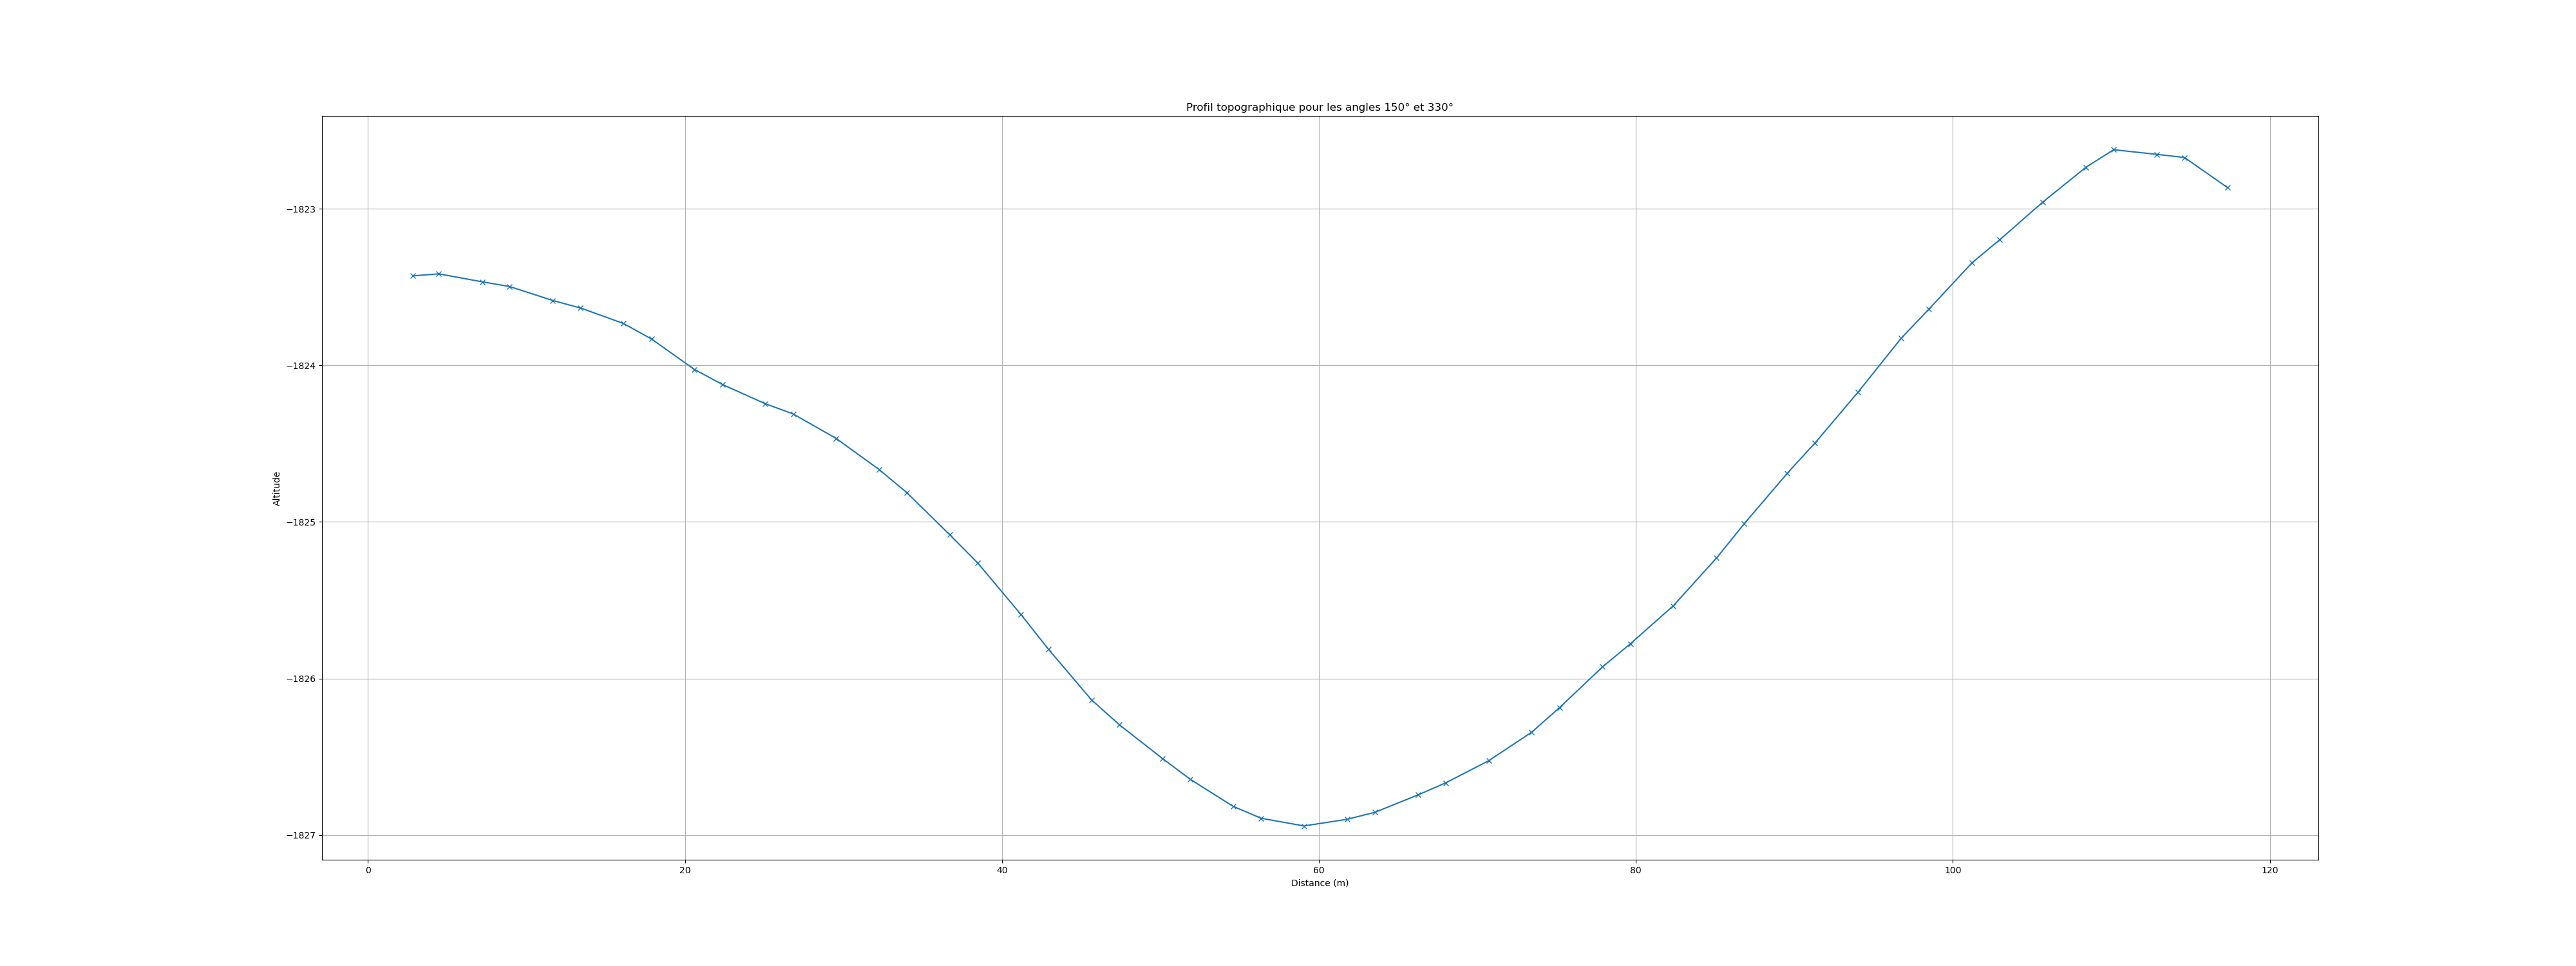 Profil topographique pour les angles 150° et 330°
Altitude
−1823
−1824
−1825
−1826
−1827
0 20 40 60 80 100 120
Distance (m)